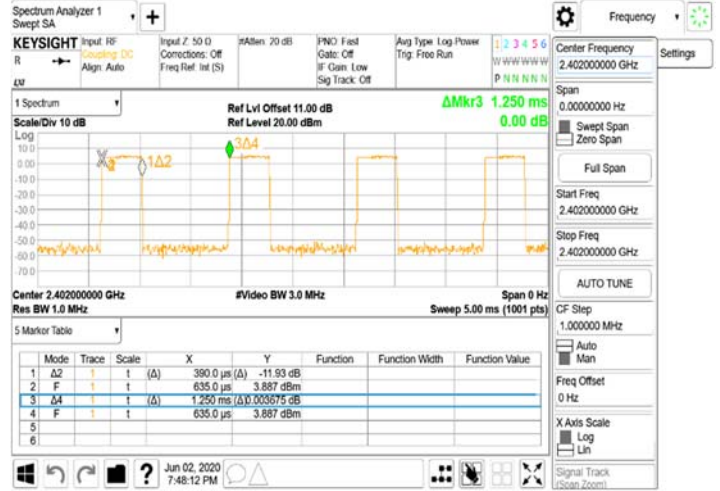 Spectrum Analyzer 1
Swept SA
+
Frequency
KEYSIGHT
Input: RF
Coupling: DC
Align: Auto
Input Z: 50 Ω
Corrections: Off
Freq Ref: Int (S)
#Atten: 20 dB
PNO: Fast
Gate: Off
IF Gain: Low
Sig Track: Off
Avg Type: Log-Power
Trig: Free Run
1 2 3 4 5 6
W W W W W W
P N N N N N
R
LXI
Center Frequency
2.402000000 GHz
Settings
Span
0.00000000 Hz
Swept Span
Zero Span
Full Span
Start Freq
2.402000000 GHz
Stop Freq
2.402000000 GHz
AUTO TUNE
CF Step
1.000000 MHz
Auto
Man
Freq Offset
0 Hz
X Axis Scale
Log
Lin
Signal Track
(Span Zoom)
1 Spectrum
Scale/Div 10 dB
Ref Lvl Offset 11.00 dB
Ref Level 20.00 dBm
ΔMkr3 1.250 ms
0.00 dB
Log
10.0
0.00
-10.0
-20.0
-30.0
-40.0
-50.0
-60.0
-70.0
1Δ2
3Δ4
Center 2.402000000 GHz
Res BW 1.0 MHz
#Video BW 3.0 MHz
Span 0 Hz
Sweep 5.00 ms (1001 pts)
5 Marker Table
Mode Trace Scale X Y Function Function Width Function Value
1 Δ2 1 t (Δ) 390.0 µs (Δ) -11.93 dB
2 F 1 t 635.0 µs 3.887 dBm
3 Δ4 1 t (Δ) 1.250 ms (Δ) 0.003675 dB
4 F 1 t 635.0 µs 3.887 dBm
5
6
?
Jun 02, 2020
7:48:12 PM